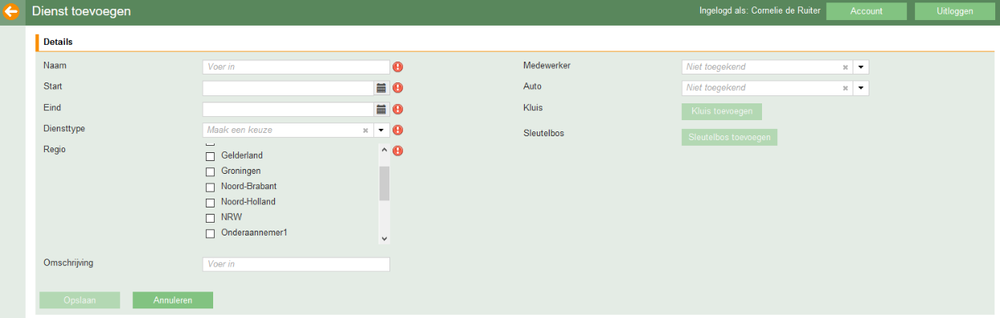 Dienst toevoegen
Ingelogd als: Cornelie de Ruiter
Account
Uitloggen
Details
Naam
Voer in
Start
Eind
Diensttype
Maak een keuze
Regio
Gelderland
Groningen
Noord-Brabant
Noord-Holland
NRW
Onderaannemer1
Omschrijving
Voer in
Medewerker
Niet toegekend
Auto
Niet toegekend
Kluis
Kluis toevoegen
Sleutelbos
Sleutelbos toevoegen
Opslaan
Annuleren